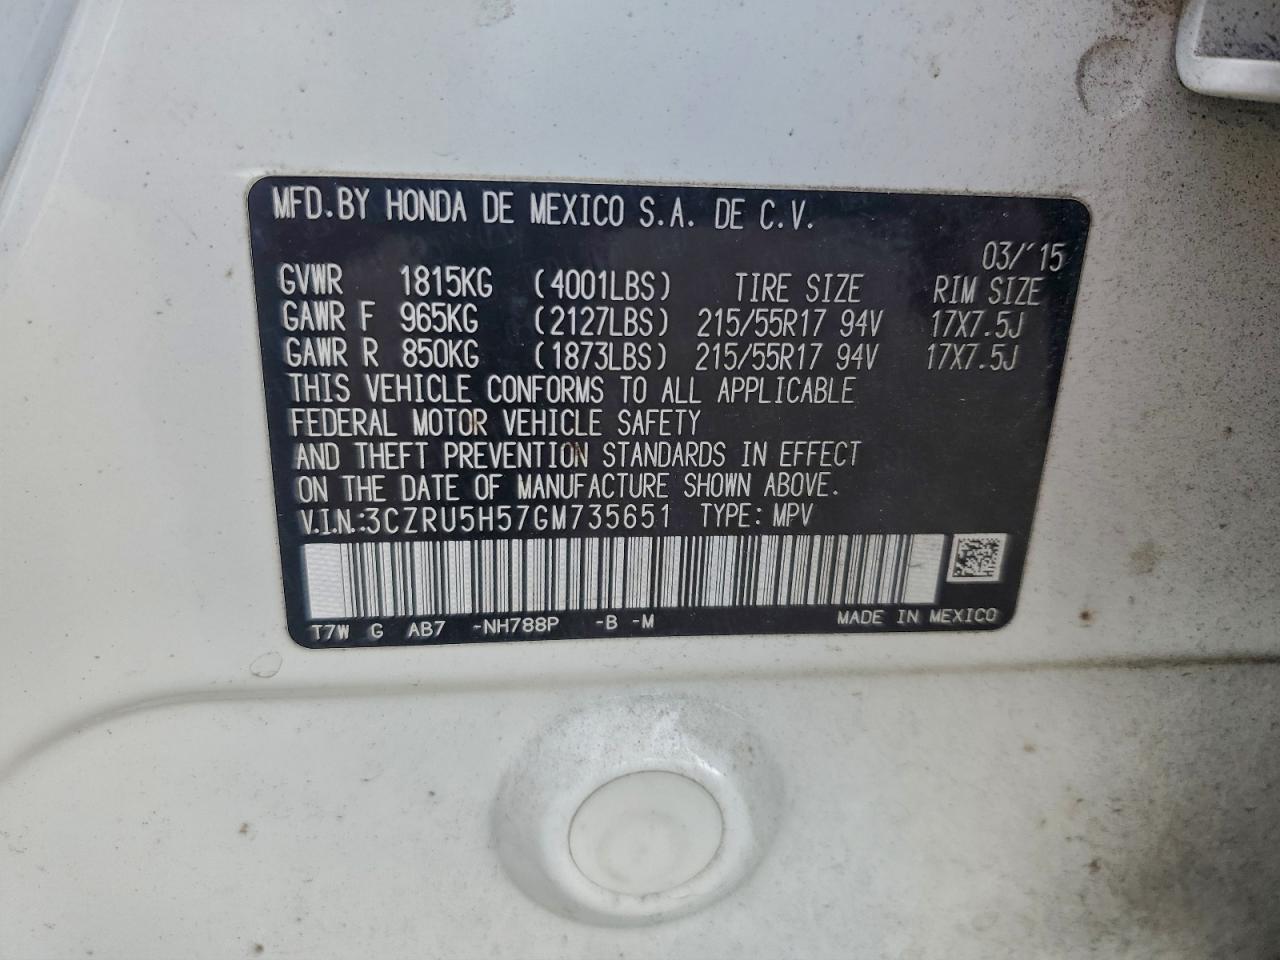 MFD.BY HONDA DE MEXICO S.A. DE C.V.
03/'15
GVWR 1815KG (4001LBS) TIRE SIZE RIM SIZE
GAWR F 965KG (2127LBS) 215/55R17 94V 17X7.5J
GAWR R 850KG (1873LBS) 215/55R17 94V 17X7.5J
THIS VEHICLE CONFORMS TO ALL APPLICABLE
FEDERAL MOTOR VEHICLE SAFETY
AND THEFT PREVENTION STANDARDS IN EFFECT
ON THE DATE OF MANUFACTURE SHOWN ABOVE.
V.I.N.:3CZRU5H57GM735651 TYPE: MPV
T7W G AB7 -NH788P -B -M MADE IN MEXICO